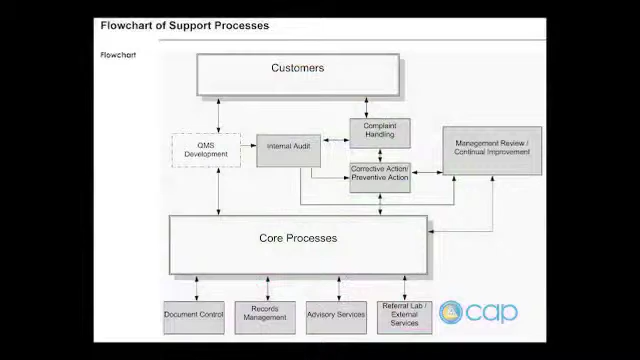 Flowchart of Support Processes
Flowchart
Customers
Complaint
Handling
QMS
Development
Internal Audit
Management Review /
Continual Improvement
Corrective Action/
Preventive Action
Core Processes
Document Control
Records
Management
Advisory Services
Referral Lab /
External
Services
cap